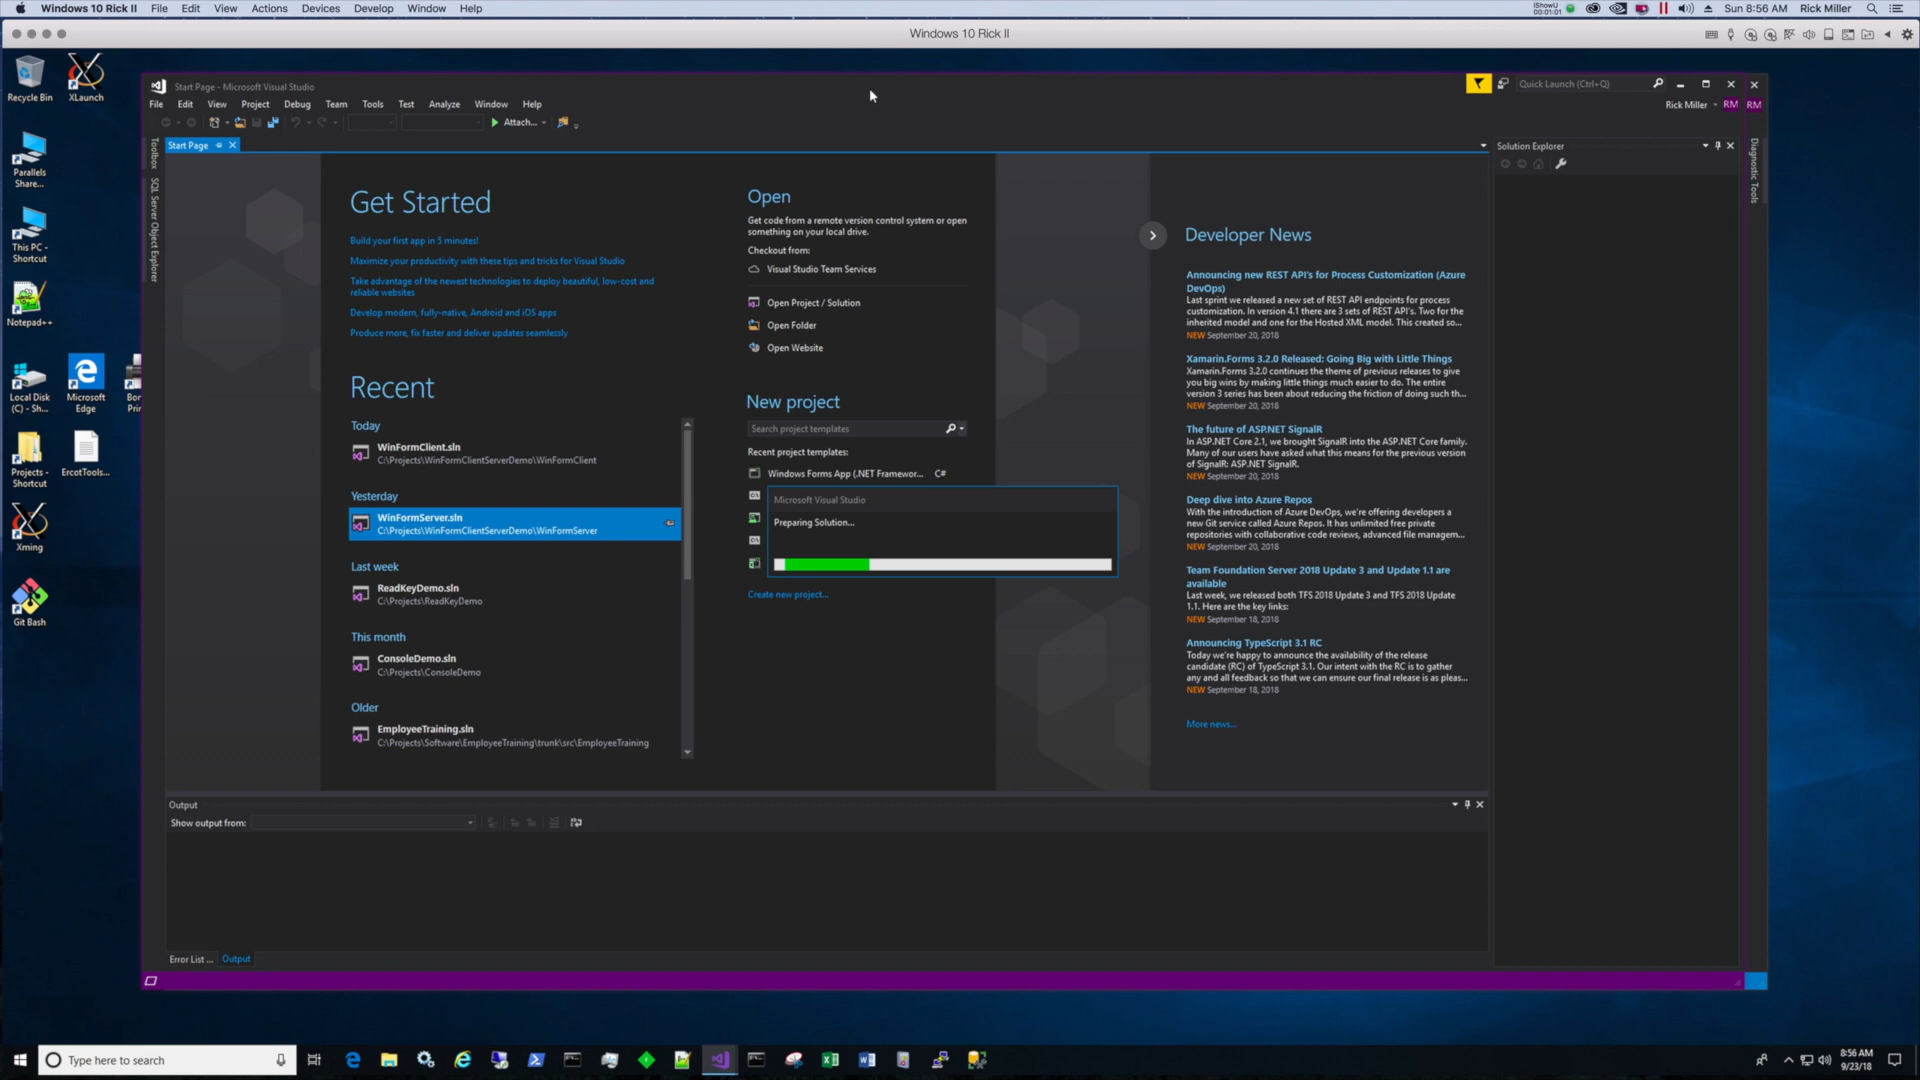 Windows 10 Rick II File Edit View Actions Devices Develop Window Help
iShowU
00:01:01
Sun 8:56 AM Rick Miller
Windows 10 Rick II
Recycle Bin
XLaunch
Parallels
Share...
This PC -
Shortcut
Notepad++
Local Disk
(C) - Sh...
Microsoft
Edge
Projects -
Shortcut
ErcotTools...
Xming
Git Bash
Start Page - Microsoft Visual Studio
Quick Launch (Ctrl+Q)
File Edit View Project Debug Team Tools Test Analyze Window Help
Rick Miller RM RM
Attach...
Toolbox
SQL Server Object Explorer
Start Page
Get Started
Build your first app in 5 minutes!
Maximize your productivity with these tips and tricks for Visual Studio
Take advantage of the newest technologies to deploy beautiful, low-cost and
reliable websites
Develop modern, fully-native, Android and iOS apps
Produce more, fix faster and deliver updates seamlessly
Recent
Today
WinFormClient.sln
C:\Projects\WinFormClientServerDemo\WinFormClient
Yesterday
WinFormServer.sln
C:\Projects\WinFormClientServerDemo\WinFormServer
Last week
ReadKeyDemo.sln
C:\Projects\ReadKeyDemo
This month
ConsoleDemo.sln
C:\Projects\ConsoleDemo
Older
EmployeeTraining.sln
C:\Projects\Software\EmployeeTraining\trunk\src\EmployeeTraining
Open
Get code from a remote version control system or open
something on your local drive.
Checkout from:
Visual Studio Team Services
Open Project / Solution
Open Folder
Open Website
New project
Search project templates
Recent project templates:
Windows Forms App (.NET Framewor... C#
Microsoft Visual Studio
Preparing Solution...
Create new project...
Developer News
Announcing new REST API's for Process Customization (Azure
DevOps)
Last sprint we released a new set of REST API endpoints for process
customization. In version 4.1 there are 3 sets of REST API's. Two for the
inherited model and one for the Hosted XML model. This created so...
NEW September 20, 2018
Xamarin.Forms 3.2.0 Released: Going Big with Little Things
Xamarin.Forms 3.2.0 continues the theme of previous releases to give
you big wins by making little things much easier to do. The entire
version 3 series has been about reducing the friction of doing such th...
NEW September 20, 2018
The future of ASP.NET SignalR
In ASP.NET Core 2.1, we brought SignalR into the ASP.NET Core family.
Many of our users have asked what this means for the previous version
of SignalR: ASP.NET SignalR.
NEW September 20, 2018
Deep dive into Azure Repos
With the introduction of Azure DevOps, we're offering developers a
new Git service called Azure Repos. It has unlimited free private
repositories with collaborative code reviews, advanced file managem...
NEW September 20, 2018
Team Foundation Server 2018 Update 3 and Update 1.1 are
available
Last week, we released both TFS 2018 Update 3 and TFS 2018 Update
1.1. Here are the key links:
NEW September 18, 2018
Announcing TypeScript 3.1 RC
Today we're happy to announce the availability of the release
candidate (RC) of TypeScript 3.1. Our intent with the RC is to gather
any and all feedback so that we can ensure our final release is as pleas...
NEW September 18, 2018
More news...
Solution Explorer
Diagnostic Tools
Output
Show output from:
Error List ... Output
Type here to search
8:56 AM
9/23/18